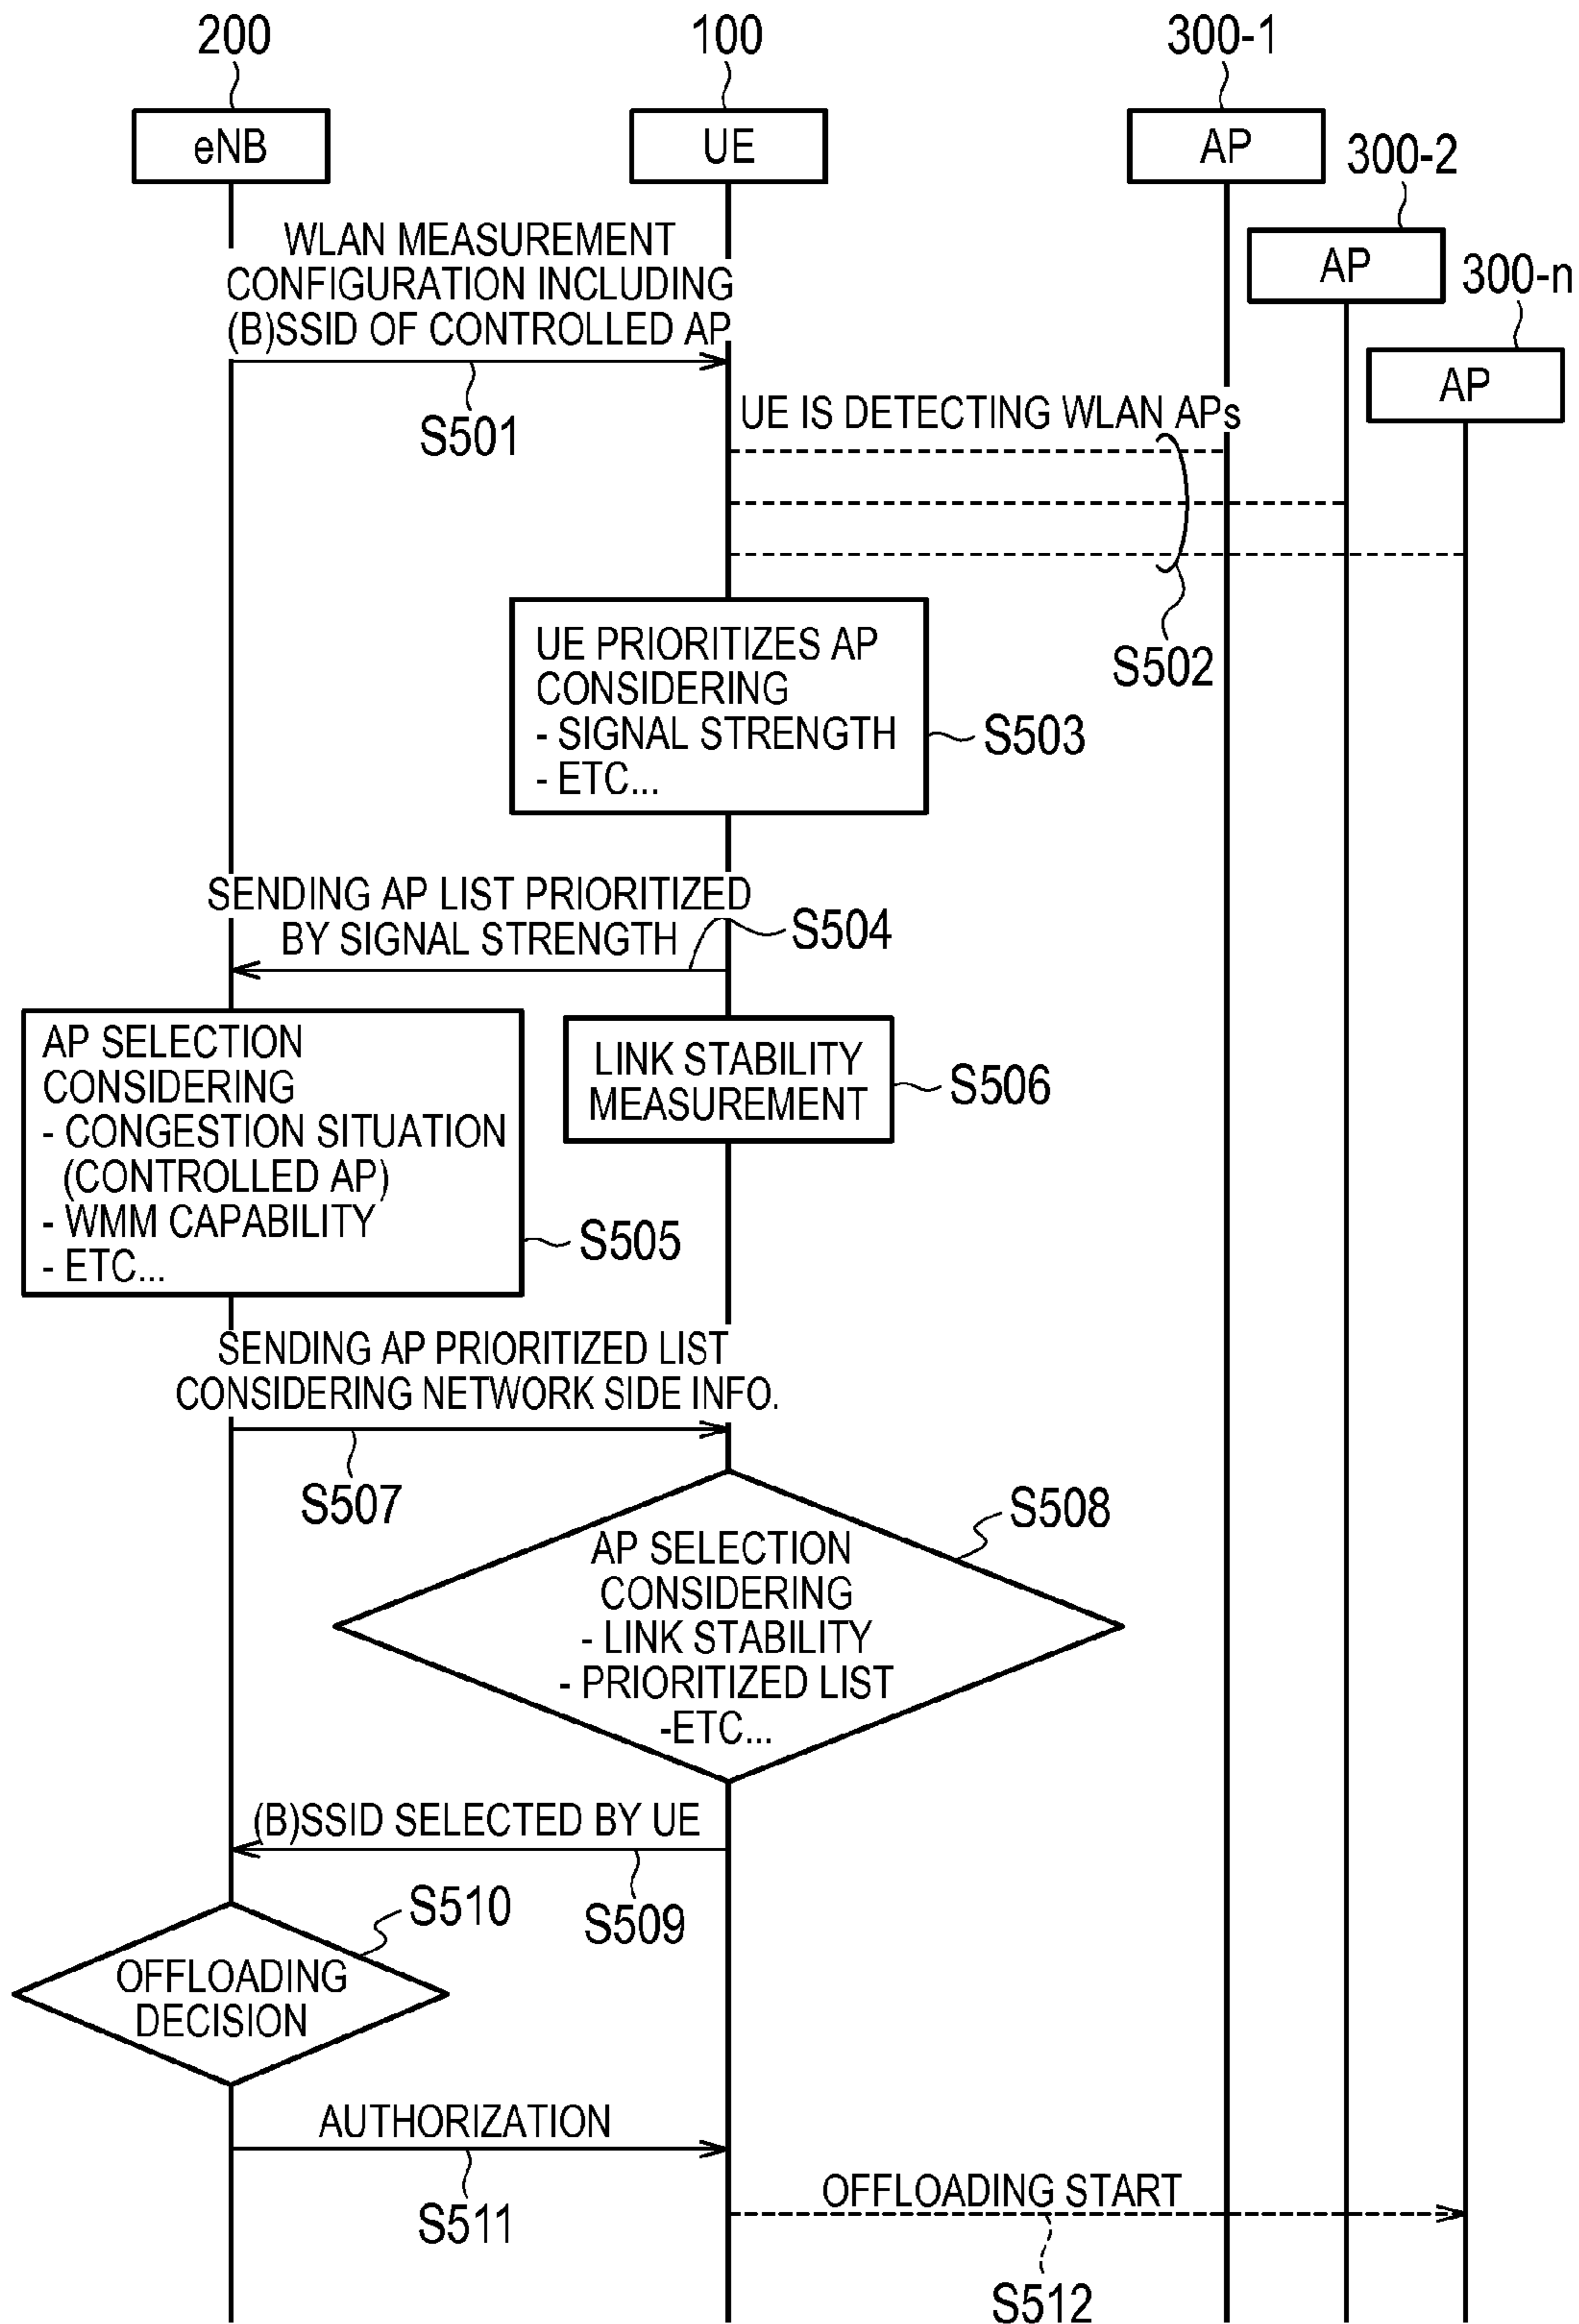 200
100
300-1
eNB
UE
AP
300-2
AP
300-n
AP
WLAN MEASUREMENT
CONFIGURATION INCLUDING
(B)SSID OF CONTROLLED AP
S501
UE IS DETECTING WLAN APs
S502
UE PRIORITIZES AP
CONSIDERING
- SIGNAL STRENGTH
- ETC...
S503
SENDING AP LIST PRIORITIZED
BY SIGNAL STRENGTH
S504
AP SELECTION
CONSIDERING
- CONGESTION SITUATION
(CONTROLLED AP)
- WMM CAPABILITY
- ETC...
S505
LINK STABILITY
MEASUREMENT
S506
SENDING AP PRIORITIZED LIST
CONSIDERING NETWORK SIDE INFO.
S507
AP SELECTION
CONSIDERING
- LINK STABILITY
- PRIORITIZED LIST
-ETC...
S508
(B)SSID SELECTED BY UE
S509
OFFLOADING
DECISION
S510
AUTHORIZATION
S511
OFFLOADING START
S512